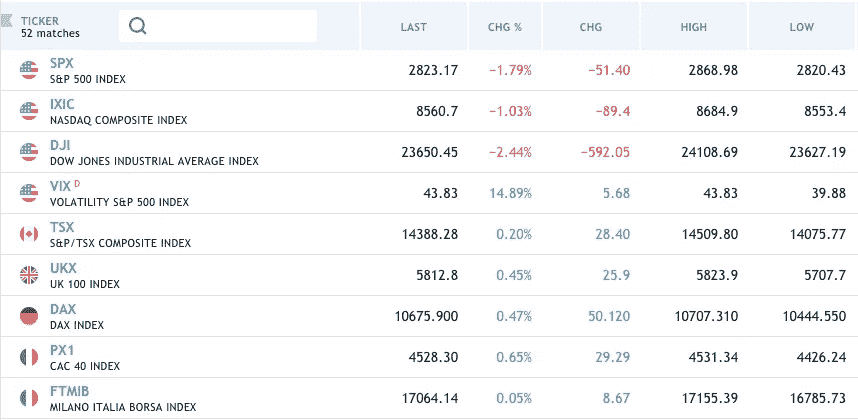 TICKER
52 matches
LAST CHG % CHG HIGH LOW
SPX
S&P 500 INDEX
2823.17 −1.79% −51.40 2868.98 2820.43
IXIC
NASDAQ COMPOSITE INDEX
8560.7 −1.03% −89.4 8684.9 8553.4
DJI
DOW JONES INDUSTRIAL AVERAGE INDEX
23650.45 −2.44% −592.05 24108.69 23627.19
VIX D
VOLATILITY S&P 500 INDEX
43.83 14.89% 5.68 43.83 39.88
TSX
S&P/TSX COMPOSITE INDEX
14388.28 0.20% 28.40 14509.80 14075.77
UKX
UK 100 INDEX
5812.8 0.45% 25.9 5823.9 5707.7
DAX
DAX INDEX
10675.900 0.47% 50.120 10707.310 10444.550
PX1
CAC 40 INDEX
4528.30 0.65% 29.29 4531.34 4426.24
FTMIB
MILANO ITALIA BORSA INDEX
17064.14 0.05% 8.67 17155.39 16785.73